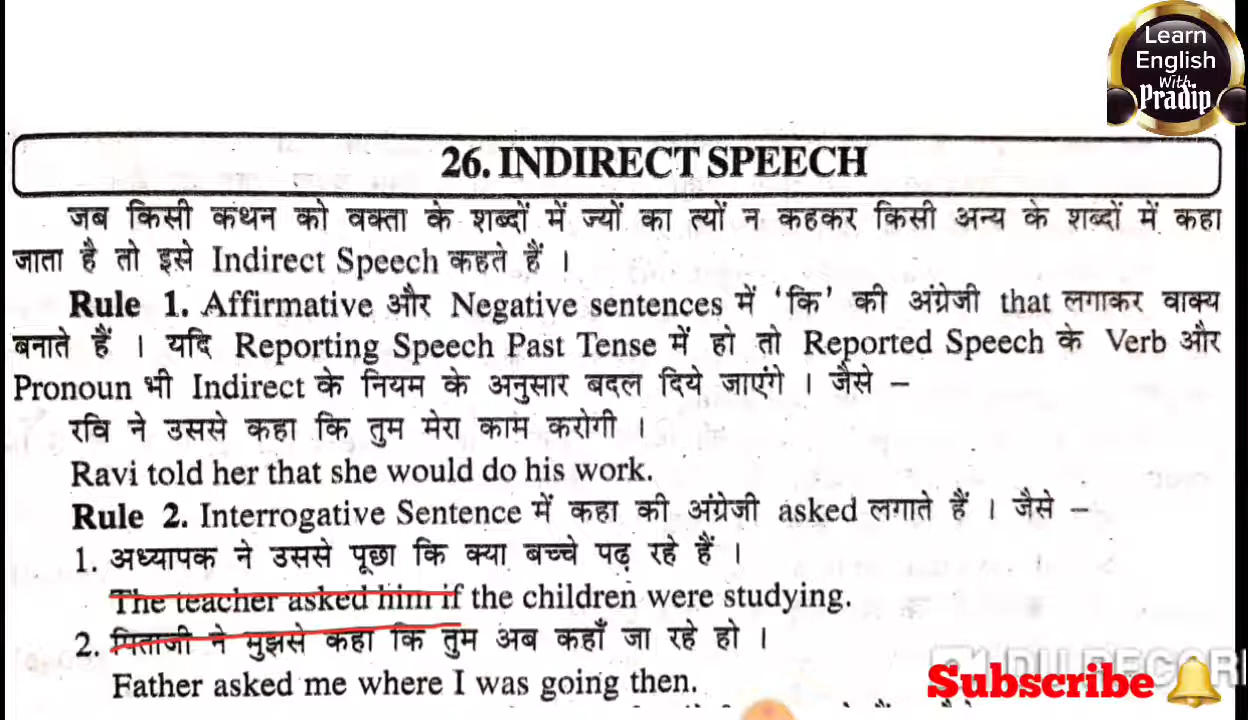 Learn
English
With
Pradip
26. INDIRECT SPEECH
जब किसी कथन को वक्ता के शब्दों में ज्यों का त्यों न कहकर किसी अन्य के शब्दों में कहा
जाता है तो इसे Indirect Speech कहते हैं ।
Rule 1. Affirmative और Negative sentences में ‘कि’ की अंग्रेजी that लगाकर वाक्य
बनाते हैं । यदि Reporting Speech Past Tense में हो तो Reported Speech के Verb और
Pronoun भी Indirect के नियम के अनुसार बदल दिये जाएंगे । जैसे –
रवि ने उससे कहा कि तुम मेरा काम करोगी ।
Ravi told her that she would do his work.
Rule 2. Interrogative Sentence में कहा की अंग्रेजी asked लगाते हैं । जैसे –
1. अध्यापक ने उससे पूछा कि क्या बच्चे पढ़ रहे हैं ।
The teacher asked him if the children were studying.
2. पिताजी ने मुझसे कहा कि तुम अब कहाँ जा रहे हो ।
Father asked me where I was going then.
Subscribe